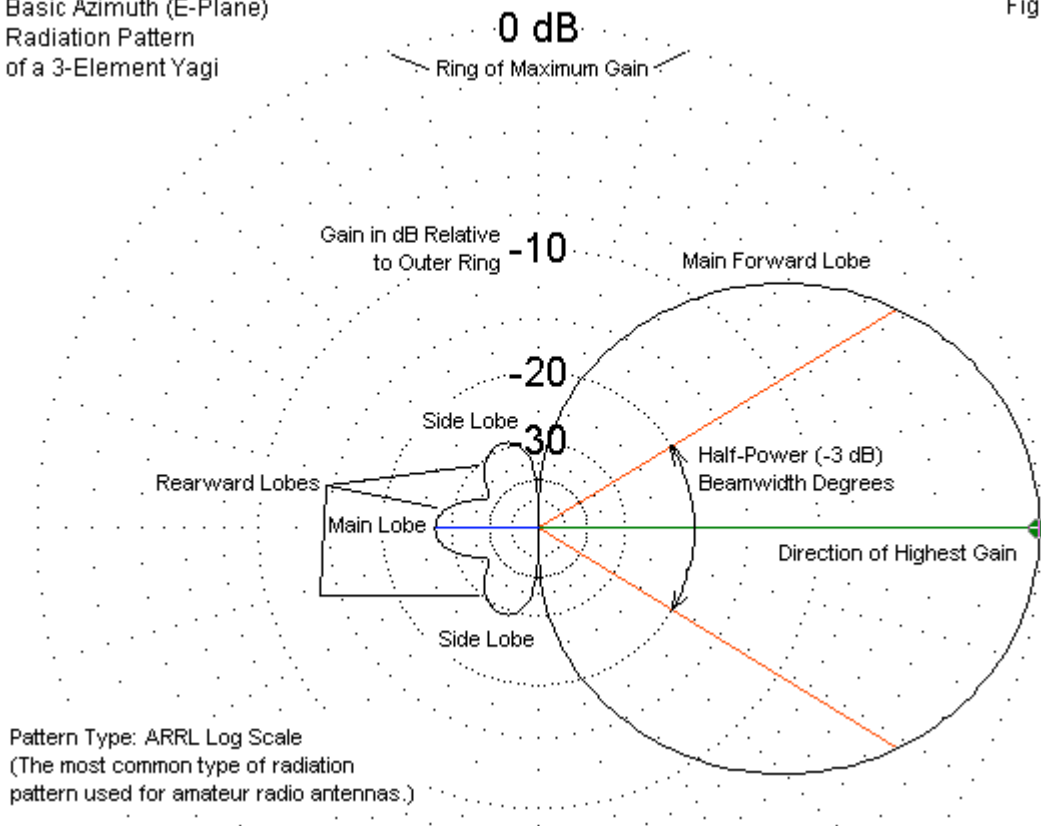 Basic Azimuth (E-Plane)
Radiation Pattern
of a 3-Element Yagi
Fig
0 dB
Ring of Maximum Gain
Gain in dB Relative
to Outer Ring
-10
Main Forward Lobe
-20
Side Lobe
-30
Half-Power (-3 dB)
Beamwidth Degrees
Rearward Lobes
Main Lobe
Direction of Highest Gain
Side Lobe
Pattern Type: ARRL Log Scale
(The most common type of radiation
pattern used for amateur radio antennas.)